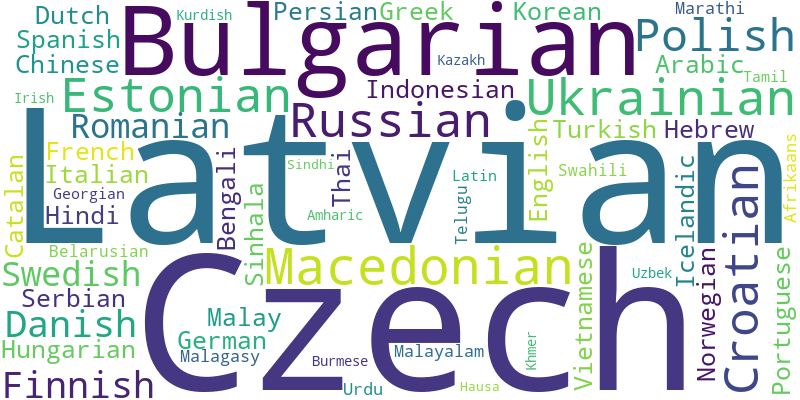 Dutch
Kurdish
Bulgarian
Persian
Greek
Korean
Marathi
Spanish
Polish
Chinese
Kazakh
Arabic
Tamil
Irish
Estonian
Indonesian
Ukrainian
Romanian
Russian
English
Turkish
Hebrew
Latvian
French
Italian
Georgian
Hindi
Catalan
Bengali
Sindhi
Thai
Amharic
Sinhala
Latin
Telugu
Swahili
Icelandic
Afrikaans
Belarusian
Swedish
Macedonian
Uzbek
Czech
Croatian
Serbian
Danish
Malay
German
Hungarian
Malagasy
Burmese
Malayalam
Khmer
Vietnamese
Norwegian
Portuguese
Finnish
Urdu
Hausa